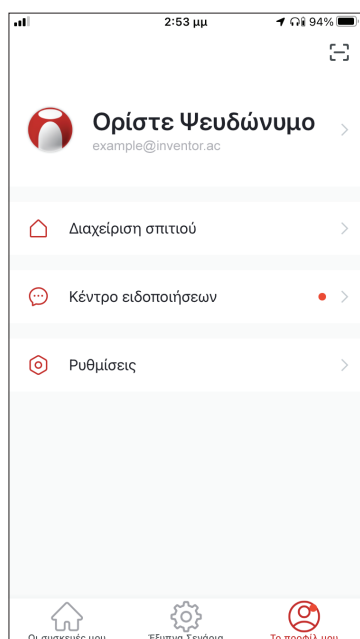 2:53 μμ
94%
Ορίστε Ψευδώνυμο
example@inventor.ac
Διαχείριση σπιτιού
Κέντρο ειδοποιήσεων
Ρυθμίσεις
Οι συσκευές μου
Έξυπνα Σενάρια
Το προφίλ μου